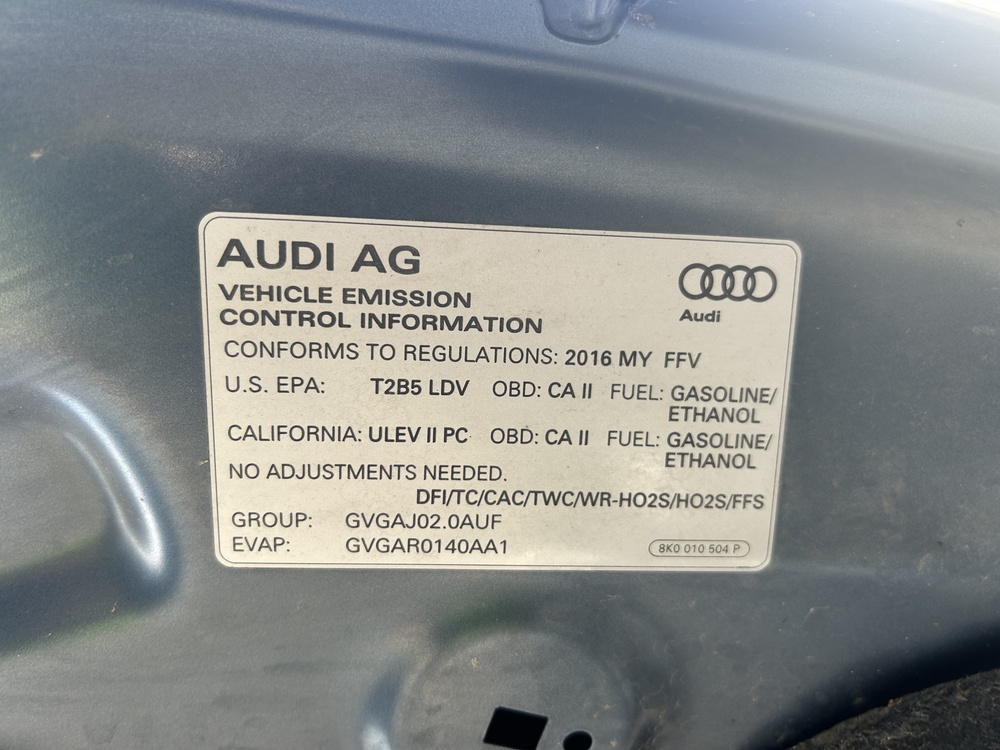 AUDI AG
Audi
VEHICLE EMISSION
CONTROL INFORMATION
CONFORMS TO REGULATIONS: 2016 MY FFV
U.S. EPA: T2B5 LDV OBD: CA II FUEL: GASOLINE/
ETHANOL
CALIFORNIA: ULEV II PC OBD: CA II FUEL: GASOLINE/
ETHANOL
NO ADJUSTMENTS NEEDED.
DFI/TC/CAC/TWC/WR-HO2S/HO2S/FFS
GROUP: GVGAJ02.0AUF
EVAP: GVGAR0140AA1
8K0 010 504 P